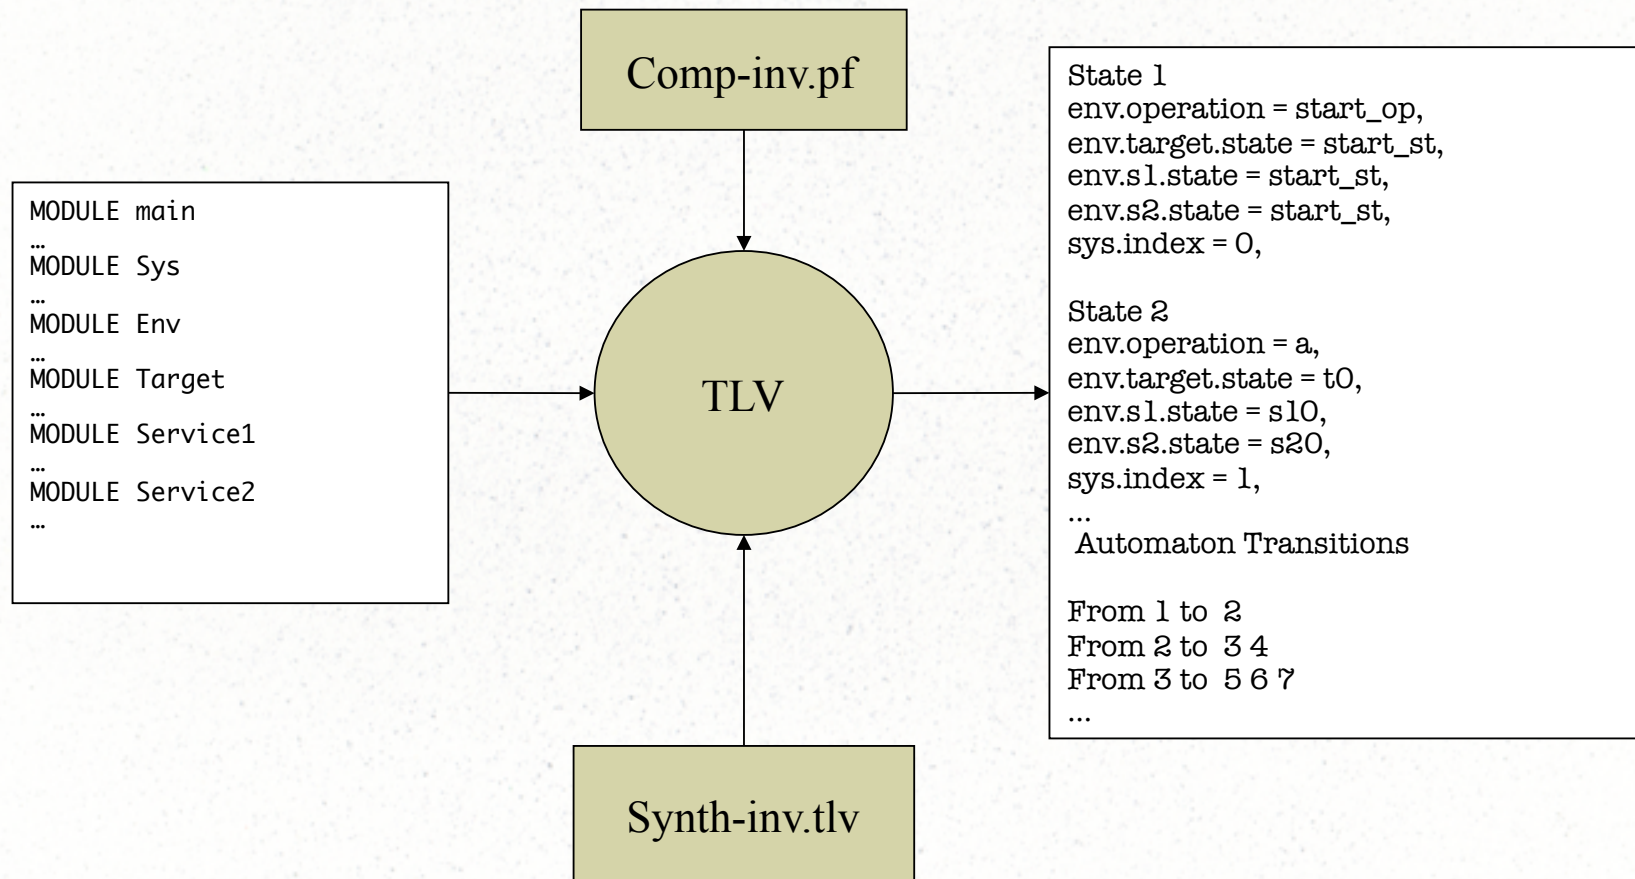 Comp-inv.pf
MODULE main
…
MODULE Sys
…
MODULE Env
…
MODULE Target
…
MODULE Service1
…
MODULE Service2
…
TLV
State 1
env.operation = start_op,
env.target.state = start_st,
env.s1.state = start_st,
env.s2.state = start_st,
sys.index = 0,
State 2
env.operation = a,
env.target.state = t0,
env.s1.state = s10,
env.s2.state = s20,
sys.index = 1,
...
Automaton Transitions
From 1 to 2
From 2 to 3 4
From 3 to 5 6 7
...
Synth-inv.tlv